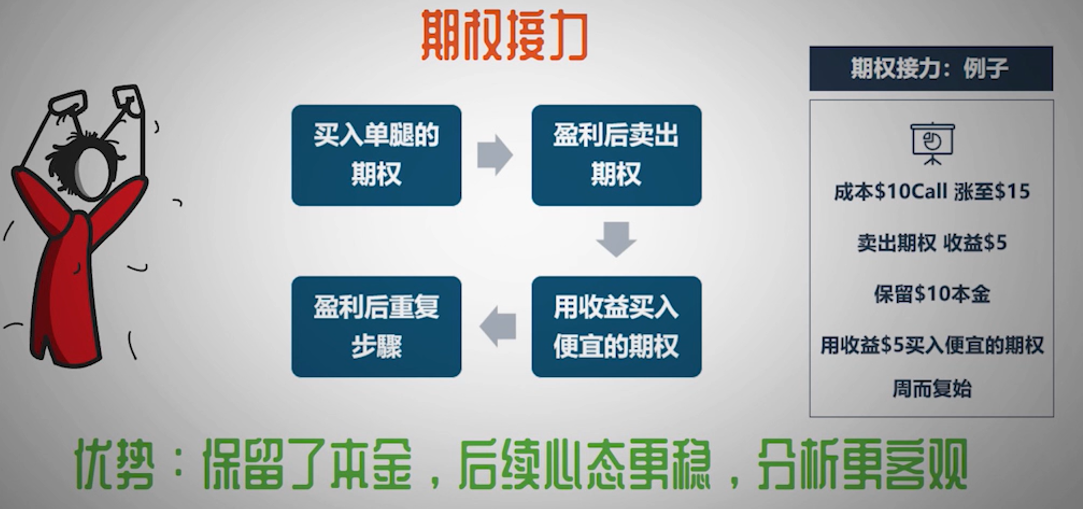 期权接力
买入单腿的
期权
盈利后卖出
期权
用收益买入
便宜的期权
盈利后重复
步骤
期权接力：例子
成本$10Call 涨至$15
卖出期权 收益$5
保留$10本金
用收益$5买入便宜的期权
周而复始
优势：保留了本金，后续心态更稳，分析更客观